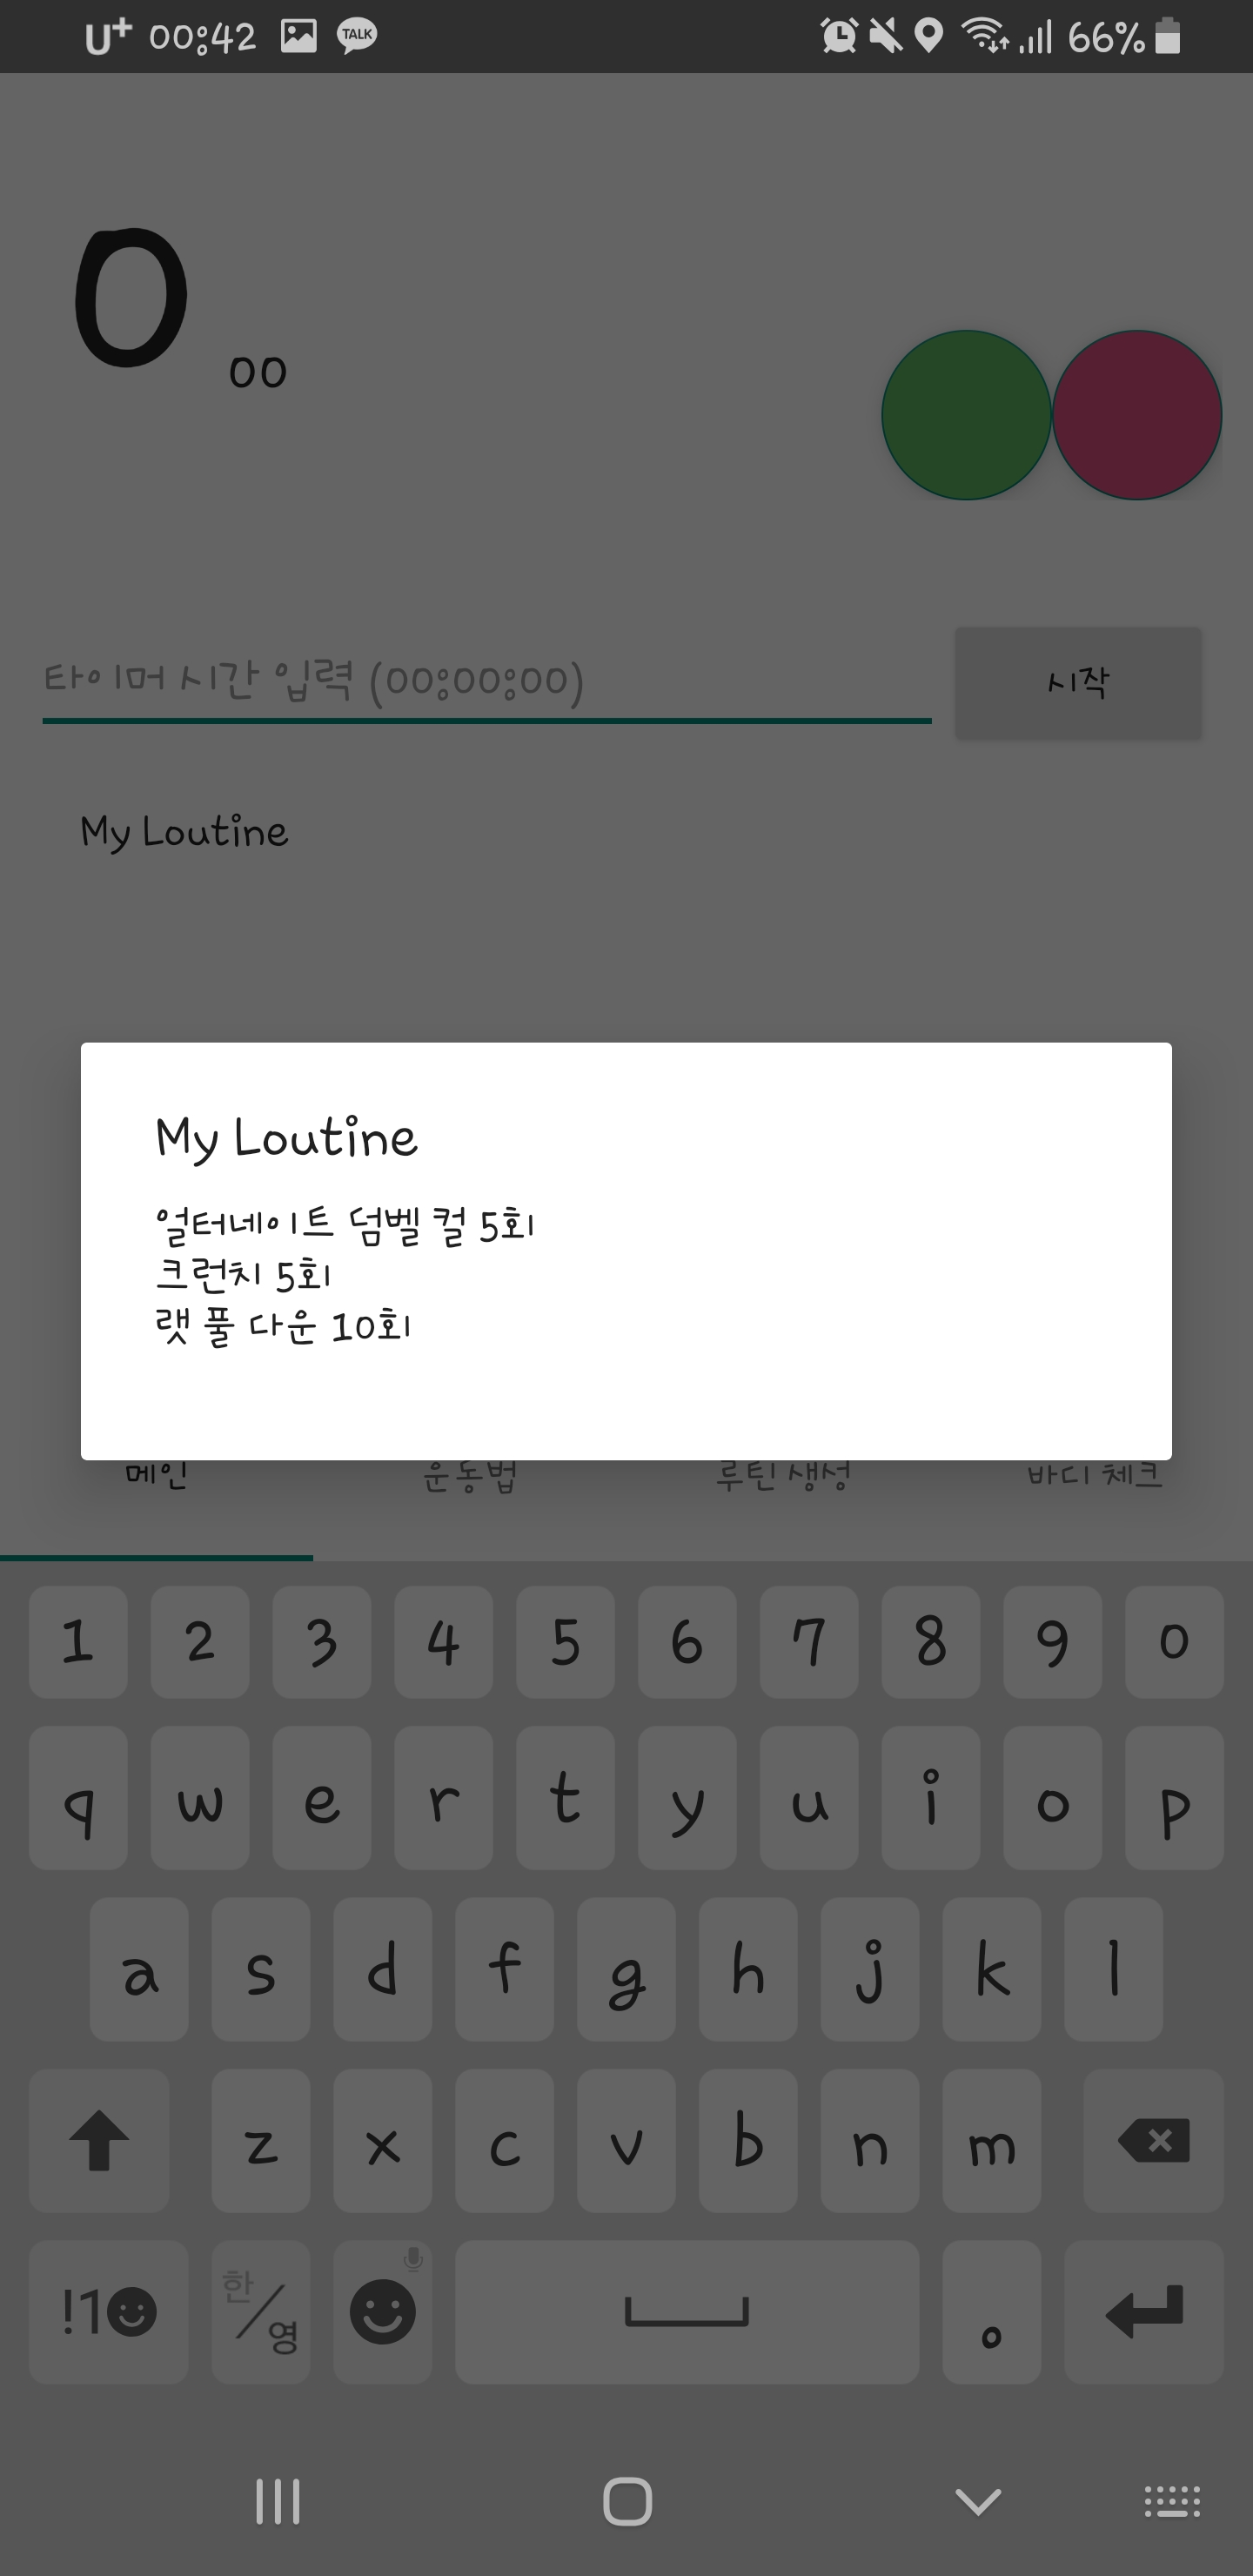 U+ 00:42 TALK 66%
0 00
타이머 시간 입력 (00:00:00) 시작
My Loutine
My Loutine
얼터네이트 덤벨 컬 5회
크런치 5회
랫 풀 다운 10회
메인 운동법 루틴 생성 바디 체크
1 2 3 4 5 6 7 8 9 0
q w e r t y u i o p
a s d f g h j k l
z x c v b n m
!1 한/영 .